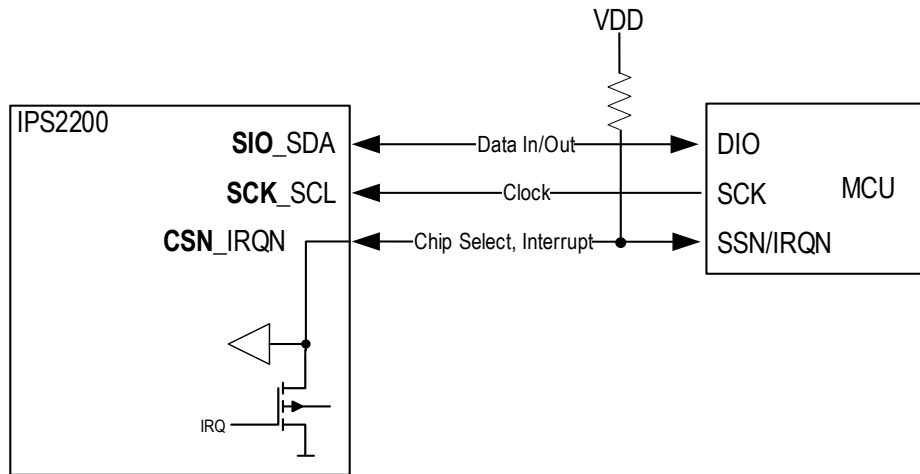 VDD
IPS2200
SIO_SDA
Data In/Out
DIO
SCK_SCL
Clock
SCK
MCU
CSN_IRQN
Chip Select, Interrupt
SSN/IRQN
IRQ